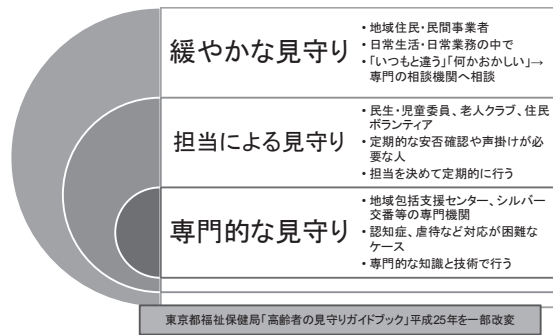 緩やかな見守り
・地域住民・民間事業者
・日常生活・日常業務の中で
・「いつもと違う」「何かおかしい」→
専門の相談機関へ相談
担当による見守り
・民生・児童委員、老人クラブ、住民
ボランティア
・定期的な安否確認や声掛けが必
要な人
・担当を決めて定期的に行う
専門的な見守り
・地域包括支援センター、シルバー
交番等の専門機関
・認知症、虐待など対応が困難な
ケース
・専門的な知識と技術で行う
東京都福祉保健局「高齢者の見守りガイドブック」平成25年を一部改変